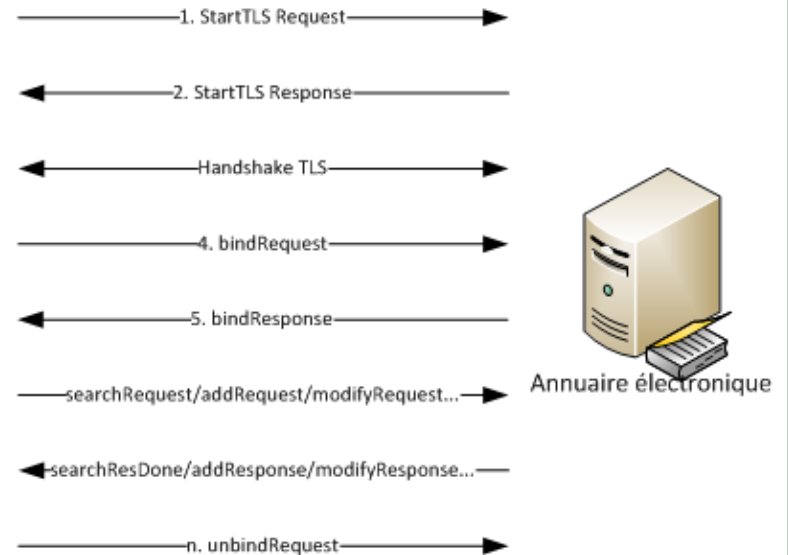 1. StartTLS Request
2. StartTLS Response
Handshake TLS
4. bindRequest
5. bindResponse
searchRequest/addRequest/modifyRequest...
Annuaire électronique
searchResDone/addResponse/modifyResponse...
n. unbindRequest